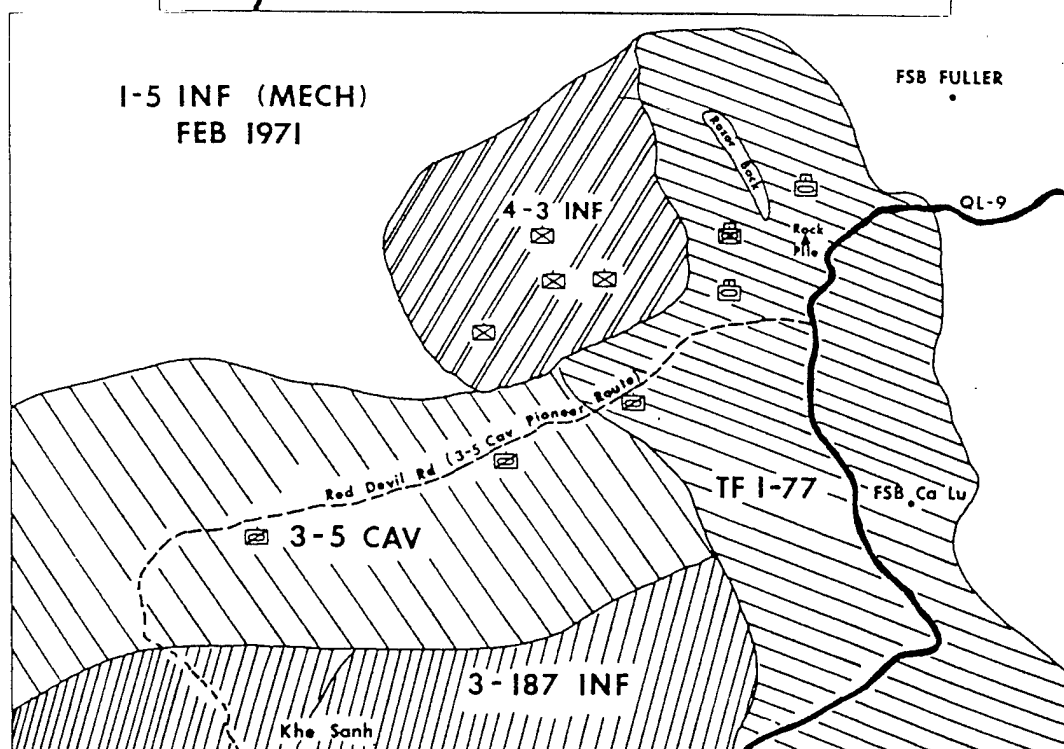 1-5 INF (MECH)
FEB 1971
FSB FULLER
Razor Back
4-3 INF
QL-9
Rock
Pile
Red Devil Rd (3-5 Cav Pioneer Route)
TF 1-77
FSB Ca Lu
3-5 CAV
3-187 INF
Khe Sanh